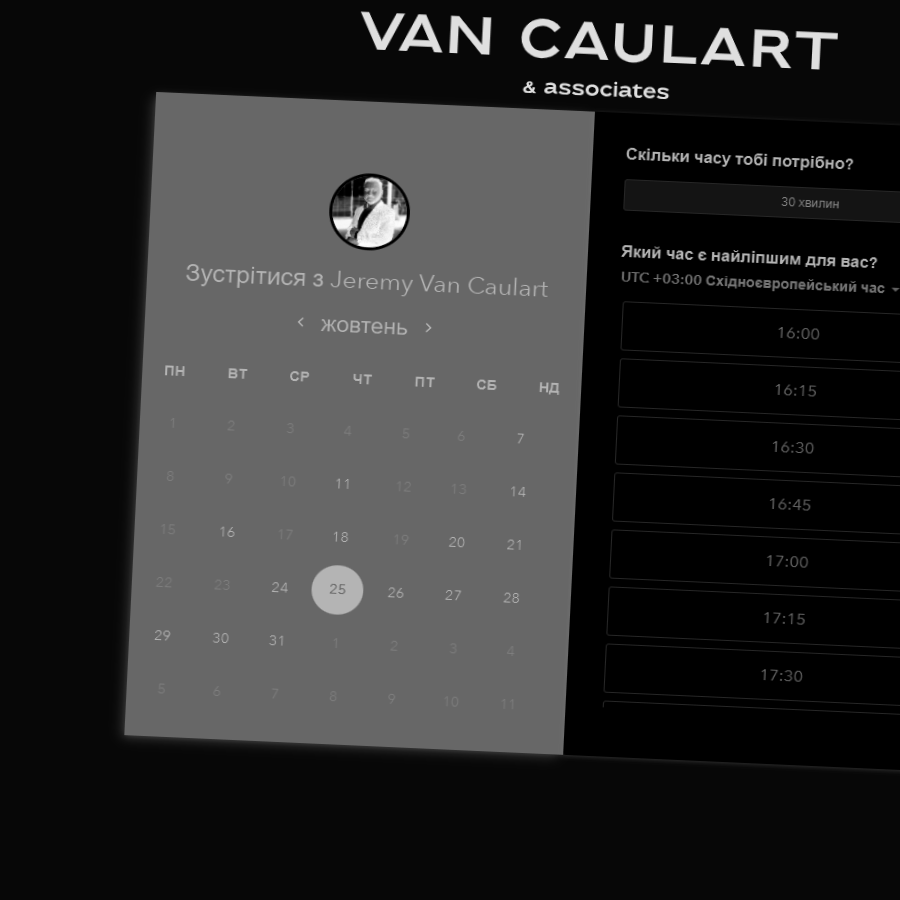 VAN CAULART
& associates
Зустрітися з Jeremy Van Caulart
жовтень
ПН ВТ СР ЧТ ПТ СБ НД
1 2 3 4 5 6 7
8 9 10 11 12 13 14
15 16 17 18 19 20 21
22 23 24 25 26 27 28
29 30 31 1 2 3 4
5 6 7 8 9 10 11
Скільки часу тобі потрібно?
30 хвилин
Який час є найліпшим для вас?
UTC +03:00 Східноєвропейський час
16:00
16:15
16:30
16:45
17:00
17:15
17:30